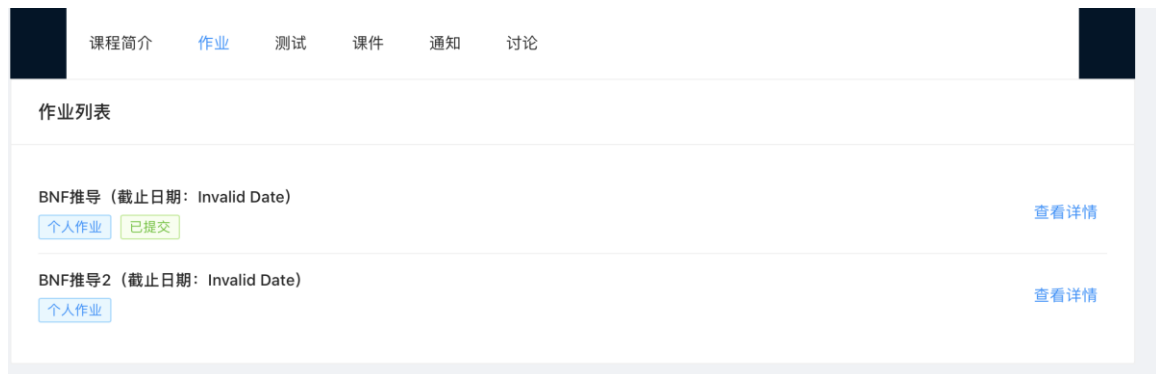 课程简介 作业 测试 课件 通知 讨论
作业列表
BNF推导（截止日期：Invalid Date）
查看详情
个人作业 已提交
BNF推导2（截止日期：Invalid Date）
查看详情
个人作业